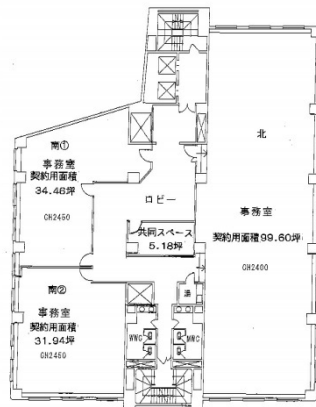 南①
事務室
契約用面積
34.46坪
CH2450
ロビー
共同スペース
5.18坪
北
事務室
契約用面積99.60坪
CH2400
南②
事務室
契約用面積
31.94坪
CH2450
湯
WWC
MWC